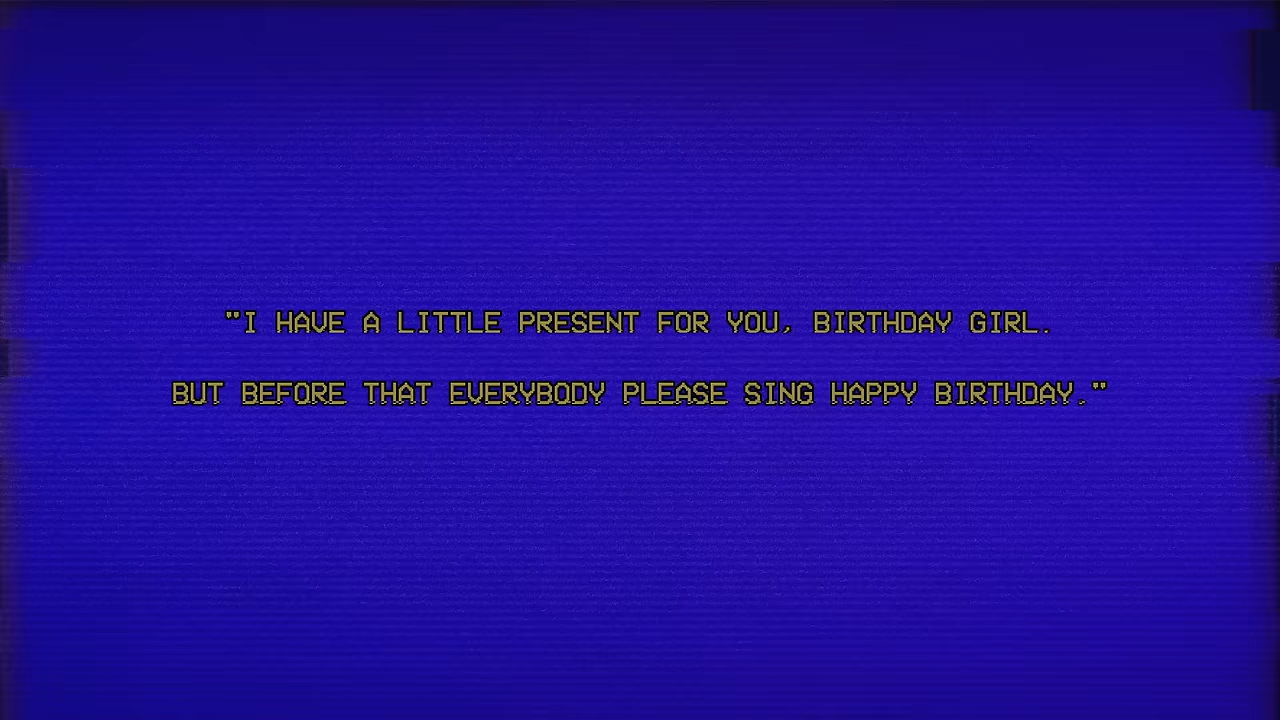 "I HAVE A LITTLE PRESENT FOR YOU, BIRTHDAY GIRL.
BUT BEFORE THAT EVERYBODY PLEASE SING HAPPY BIRTHDAY."